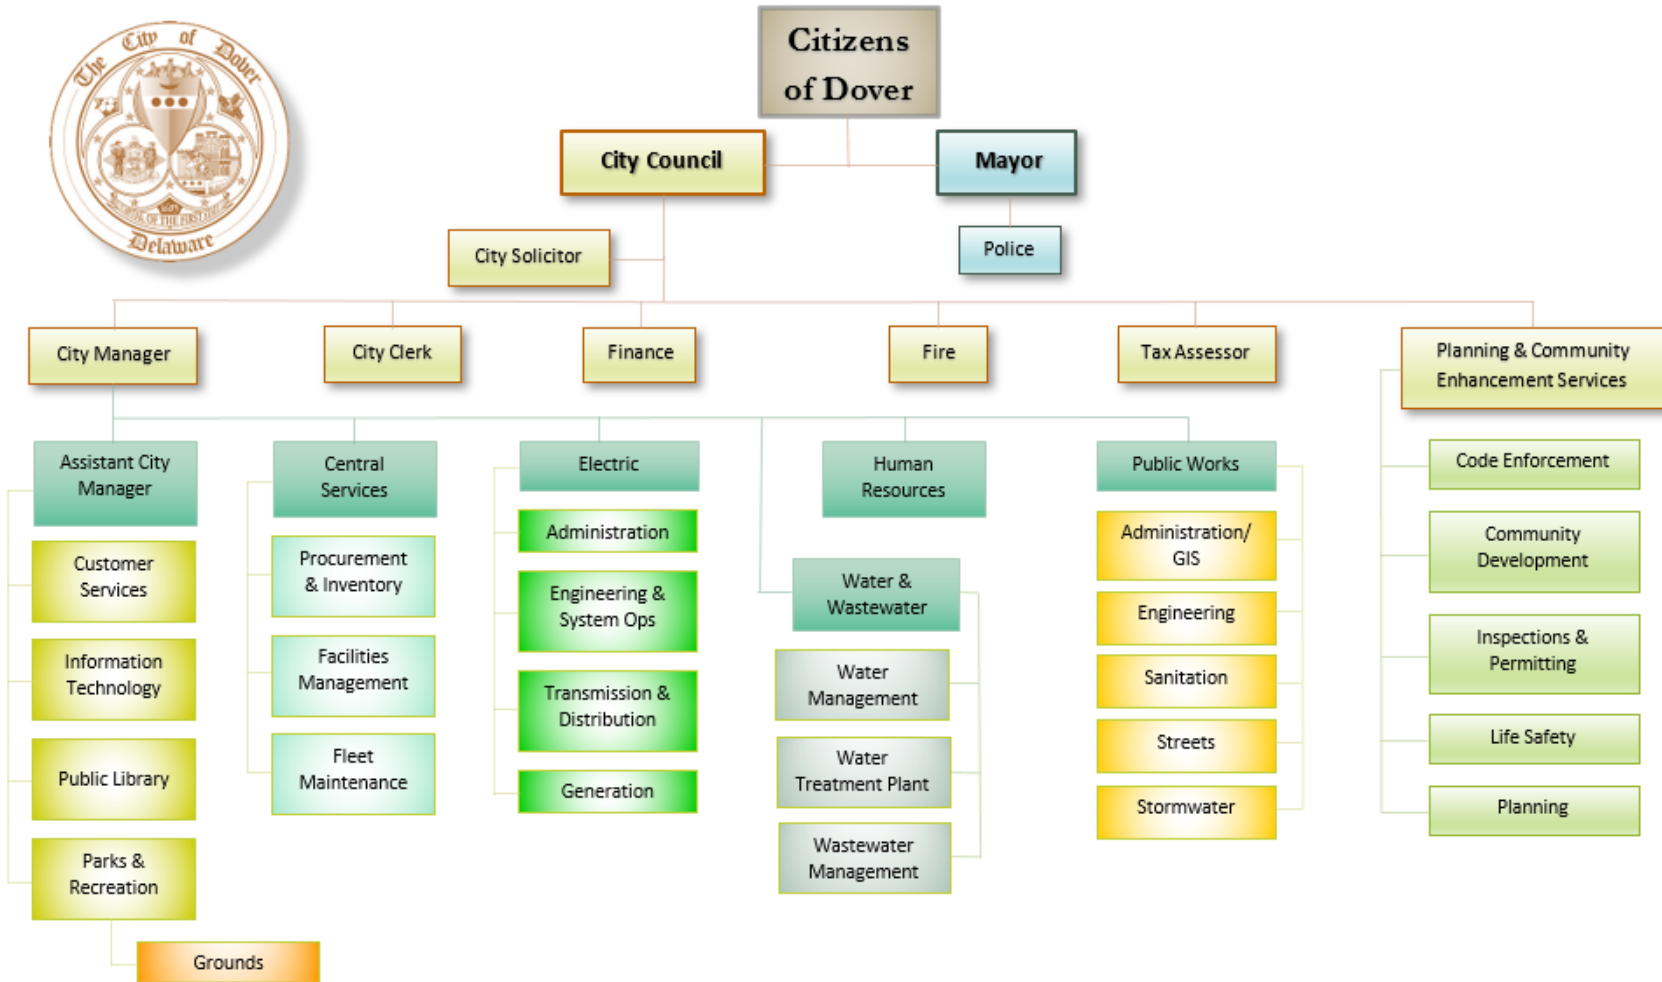 The City of Dover
Delaware
Citizens
of Dover
City Council
Mayor
City Solicitor
Police
City Manager
City Clerk
Finance
Fire
Tax Assessor
Planning & Community
Enhancement Services
Assistant City
Manager
Customer
Services
Information
Technology
Public Library
Parks &
Recreation
Grounds
Central
Services
Procurement
& Inventory
Facilities
Management
Fleet
Maintenance
Electric
Administration
Engineering &
System Ops
Transmission &
Distribution
Generation
Human
Resources
Water &
Wastewater
Water
Management
Water
Treatment Plant
Wastewater
Management
Public Works
Administration/
GIS
Engineering
Sanitation
Streets
Stormwater
Code Enforcement
Community
Development
Inspections &
Permitting
Life Safety
Planning